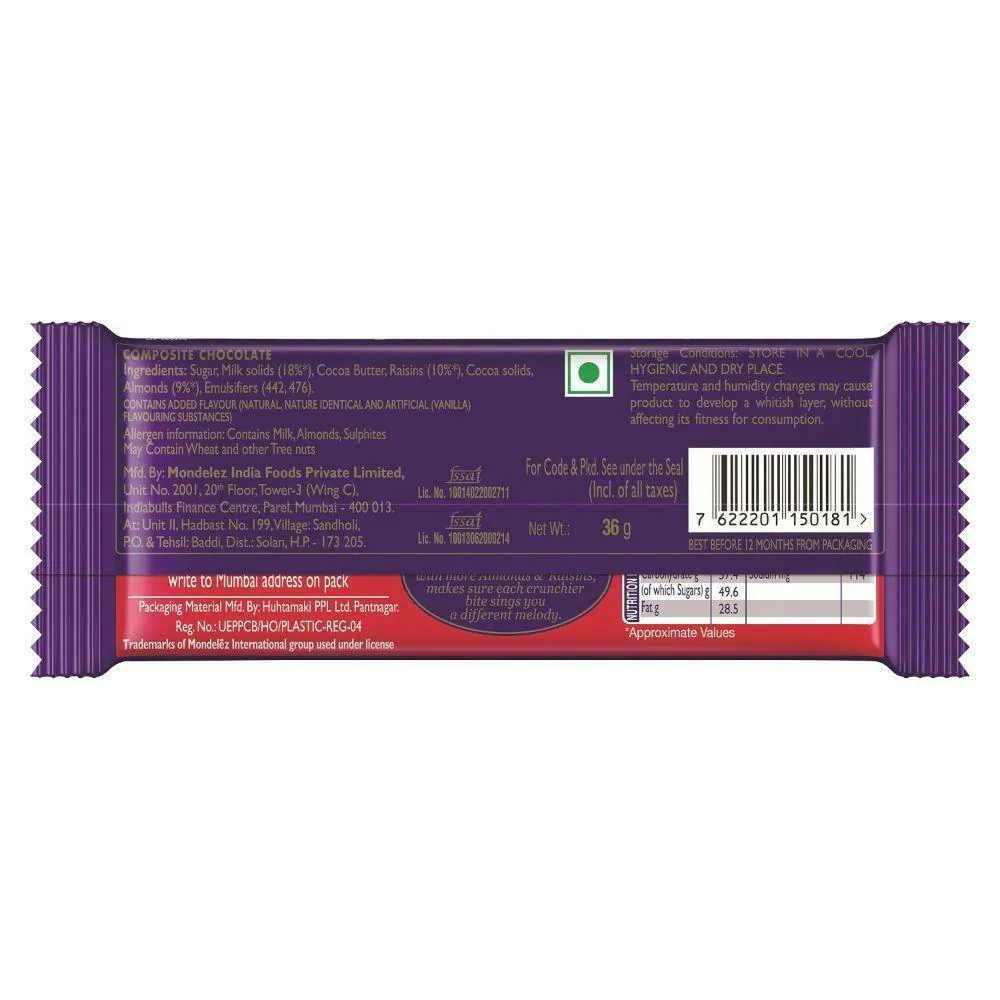 COMPOSITE CHOCOLATE
Ingredients: Sugar, Milk solids (18%*), Cocoa Butter, Raisins (10%*), Cocoa solids,
Almonds (9%*), Emulsifiers (442, 476).
CONTAINS ADDED FLAVOUR (NATURAL, NATURE IDENTICAL AND ARTIFICIAL (VANILLA)
FLAVOURING SUBSTANCES)
Allergen information: Contains Milk, Almonds, Sulphites
May Contain Wheat and other Tree nuts
Mfd. By: Mondelez India Foods Private Limited,
Unit No. 2001, 20th Floor, Tower-3 (Wing C),
Indiabulls Finance Centre, Parel, Mumbai - 400 013.
At: Unit II, Hadbast No. 199, Village: Sandholi,
P.O. & Tehsil: Baddi, Dist.: Solan, H.P. - 173 205.
fssai
Lic. No. 10014022002711
fssai
Lic. No. 10013062000214
For Code & Pkd. See under the Seal
(Incl. of all taxes)
Net Wt.: 36 g
Storage Conditions: STORE IN A COOL,
HYGIENIC AND DRY PLACE.
Temperature and humidity changes may cause
product to develop a whitish layer, without
affecting its fitness for consumption.
7 622201 150181 >
BEST BEFORE 12 MONTHS FROM PACKAGING
write to Mumbai address on pack
Packaging Material Mfd. By: Huhtamaki PPL Ltd. Pantnagar.
Reg. No.: UEPPCB/HO/PLASTIC-REG-04
Trademarks of Mondelēz International group used under license
with more Almonds & Raisins,
makes sure each crunchier
bite sings you
a different melody.
NUTRITION
Carbohydrate g 57.4 Sodium mg 114
(of which Sugars) g 49.6
Fat g 28.5
*Approximate Values